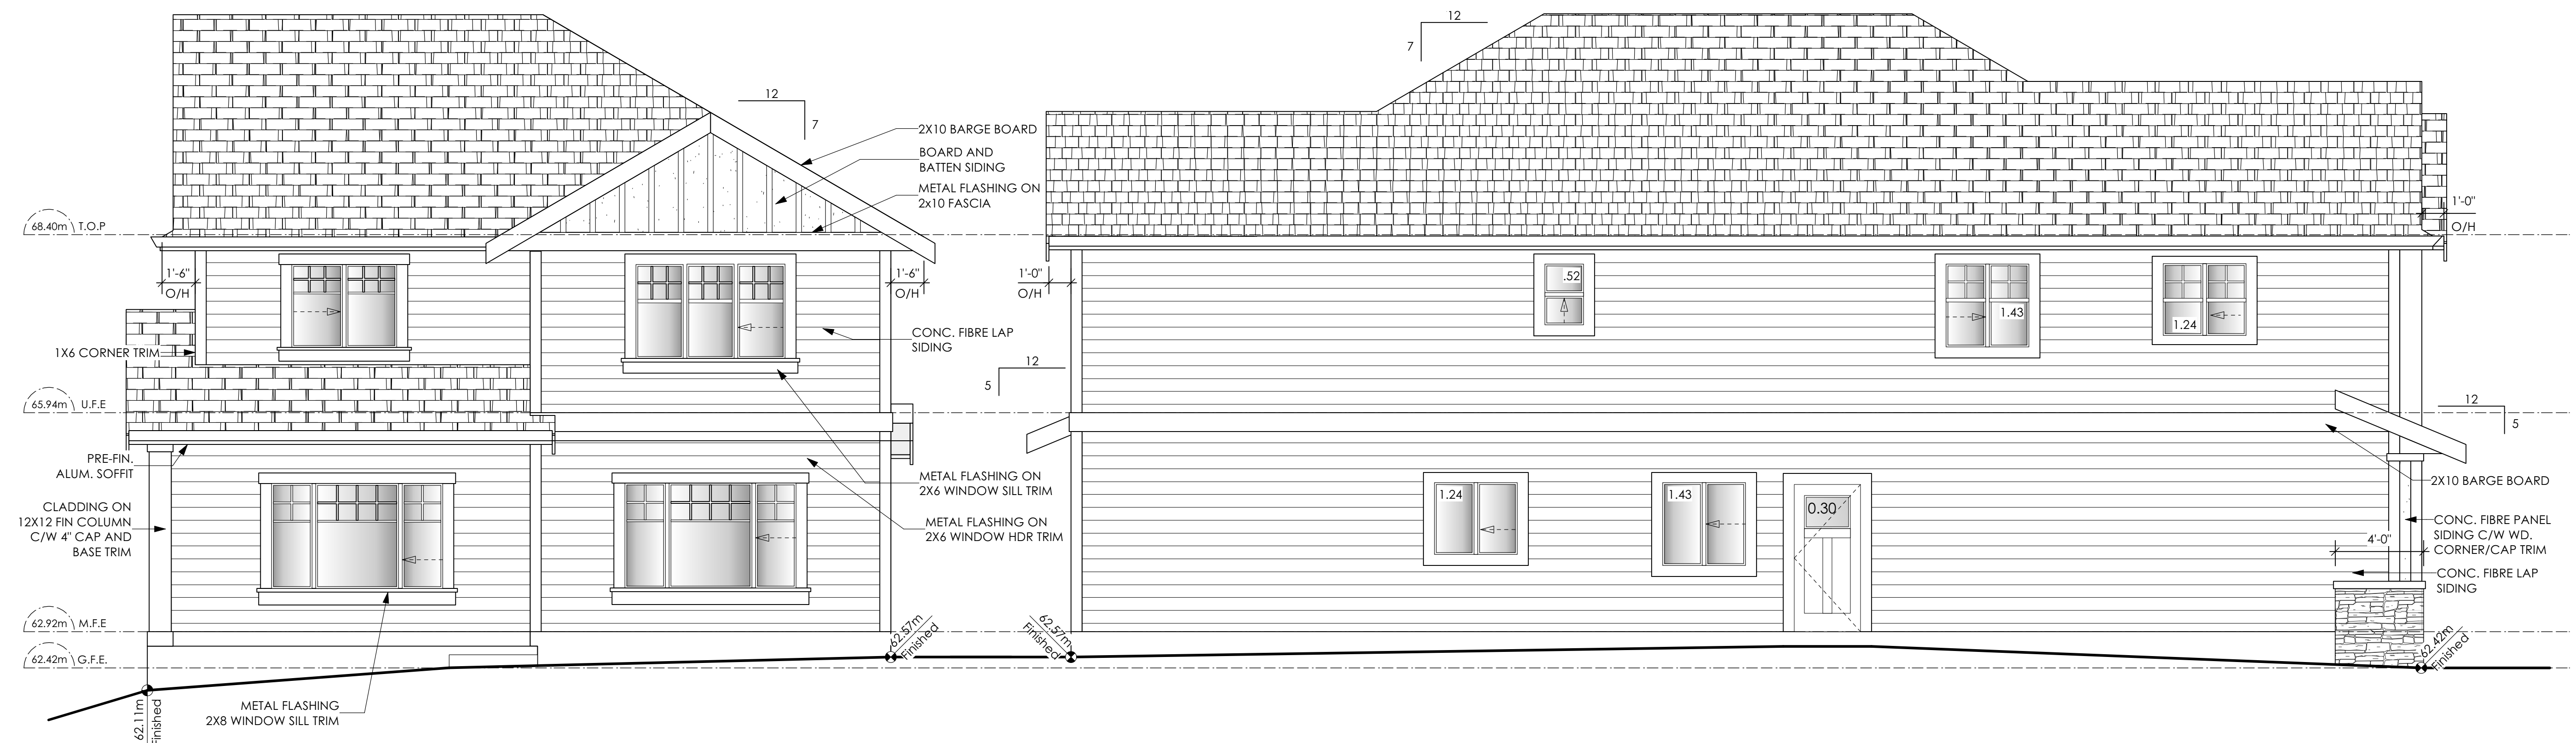 12
7
2X10 BARGE BOARD
BOARD AND
BATTEN SIDING
METAL FLASHING ON
2x10 FASCIA
68.40m
T.O.P
1'-6"
O/H
1'-6"
O/H
CONC. FIBRE LAP
SIDING
1X6 CORNER TRIM
65.94m
U.F.E
PRE-FIN.
ALUM. SOFFIT
METAL FLASHING ON
2X6 WINDOW SILL TRIM
CLADDING ON
12X12 FIN COLUMN
C/W 4" CAP AND
BASE TRIM
METAL FLASHING ON
2X6 WINDOW HDR TRIM
62.92m
M.F.E
62.42m
G.F.E.
62.57m
Finished
METAL FLASHING
2X8 WINDOW SILL TRIM
62.11m
Finished
12
7
1'-0"
O/H
1'-0"
O/H
.52
1.43
1.24
12
5
12
5
2X10 BARGE BOARD
1.24
1.43
0.30
CONC. FIBRE PANEL
SIDING C/W WD.
CORNER/CAP TRIM
4'-0"
CONC. FIBRE LAP
SIDING
62.57m
Finished
62.42m
Finished